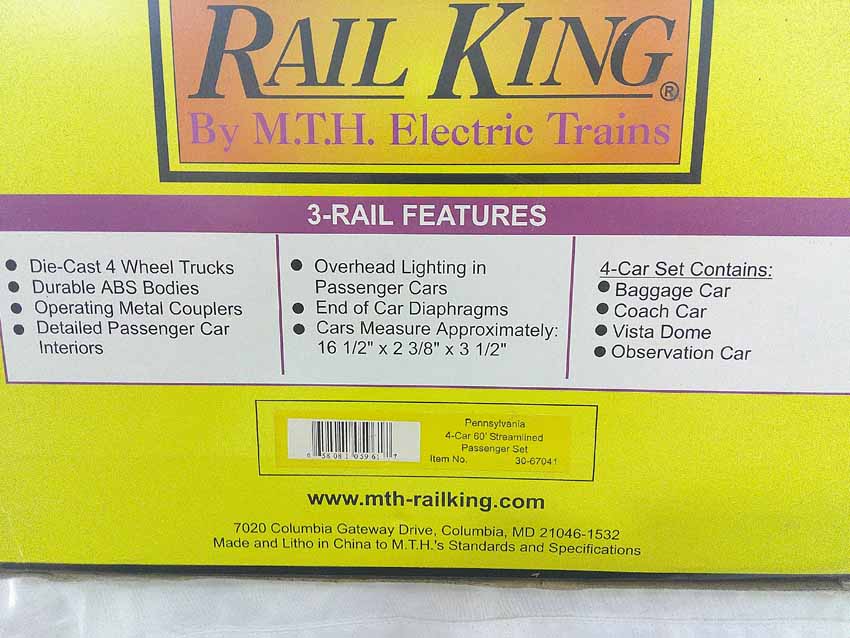 RAIL KING®
By M.T.H. Electric Trains
3-RAIL FEATURES
● Die-Cast 4 Wheel Trucks
● Durable ABS Bodies
● Operating Metal Couplers
● Detailed Passenger Car
Interiors
● Overhead Lighting in
Passenger Cars
● End of Car Diaphragms
● Cars Measure Approximately:
16 1/2" x 2 3/8" x 3 1/2"
4-Car Set Contains:
● Baggage Car
● Coach Car
● Vista Dome
● Observation Car
Pennsylvania
4-Car 60' Streamlined
Passenger Set
Item No. 30-67041
www.mth-railking.com
7020 Columbia Gateway Drive, Columbia, MD 21046-1532
Made and Litho in China to M.T.H.'s Standards and Specifications